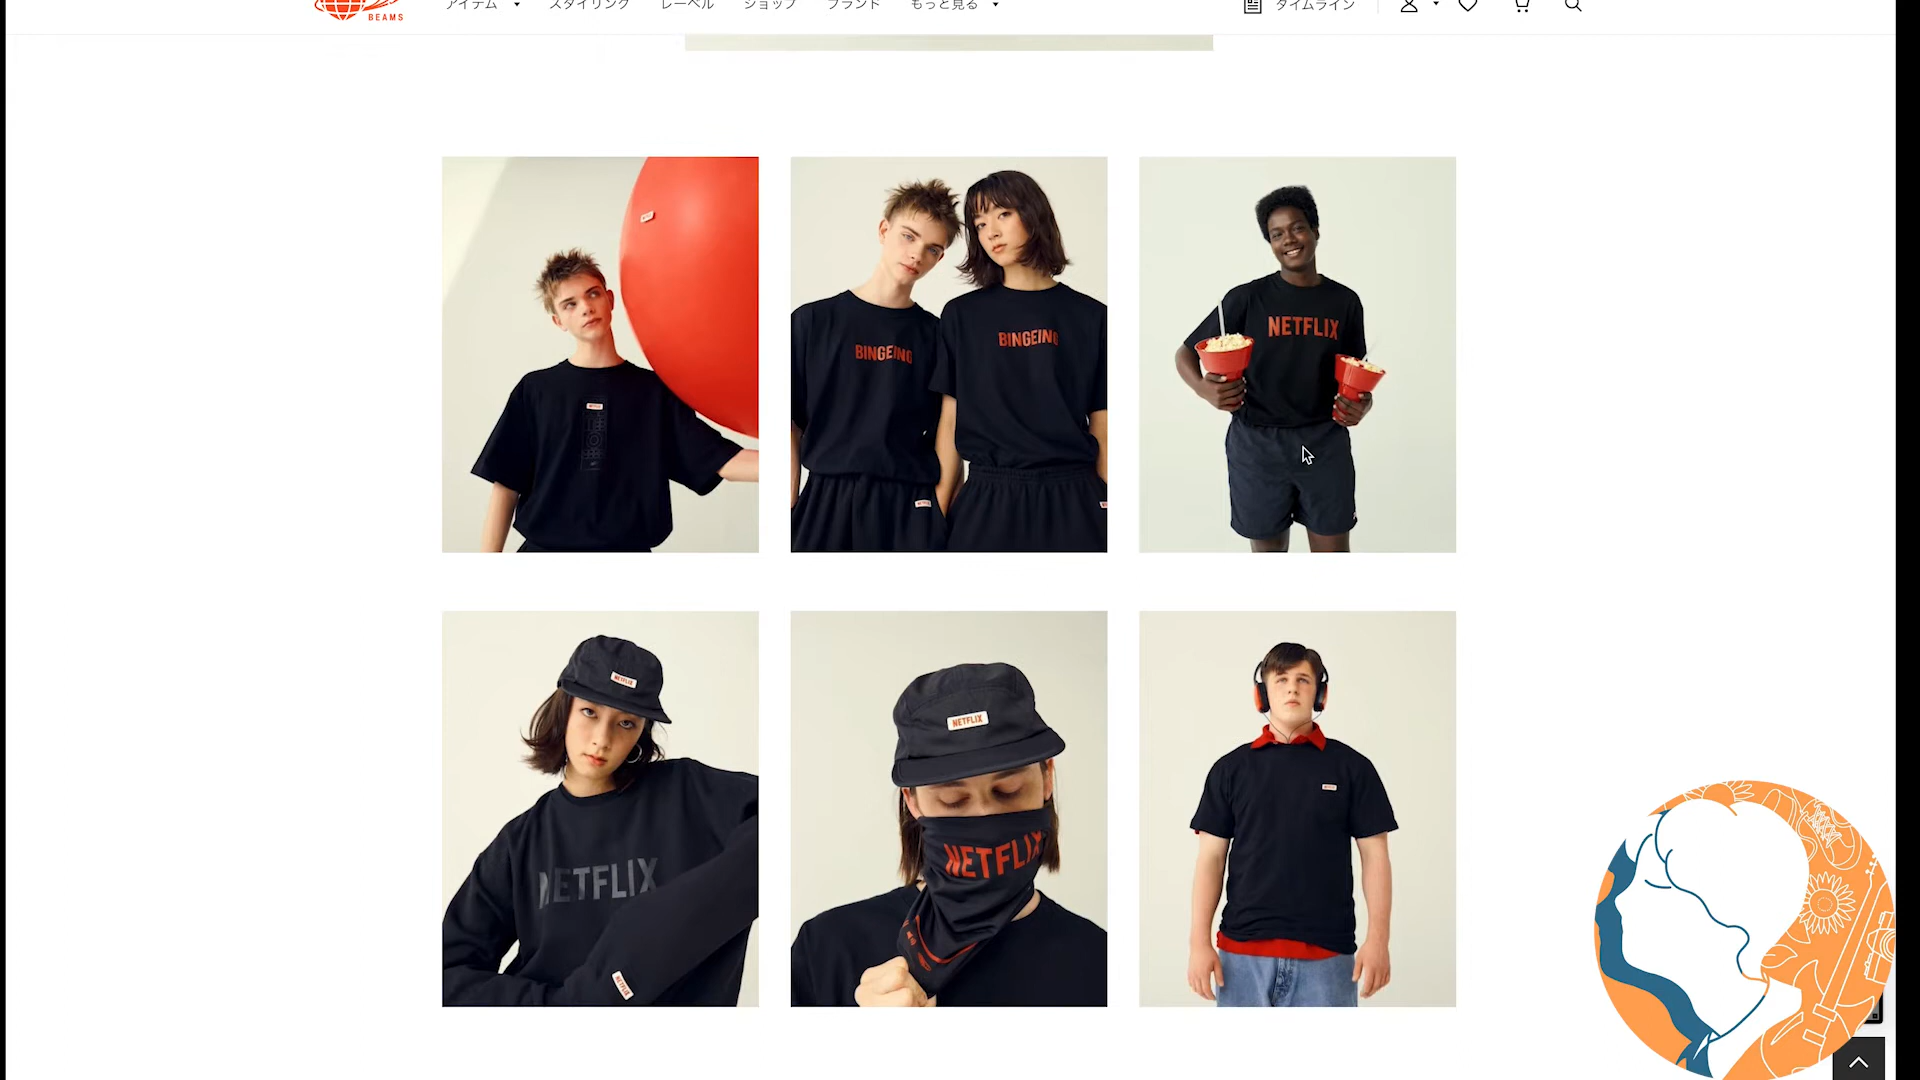 BEAMS
アイテム
スタイリング
レーベル
ショップ
ブランド
もっと見る
タイムライン
BINGEING
BINGEING
NETFLIX
NETFLIX
NETFLIX
NETFLIX
NETFLIX